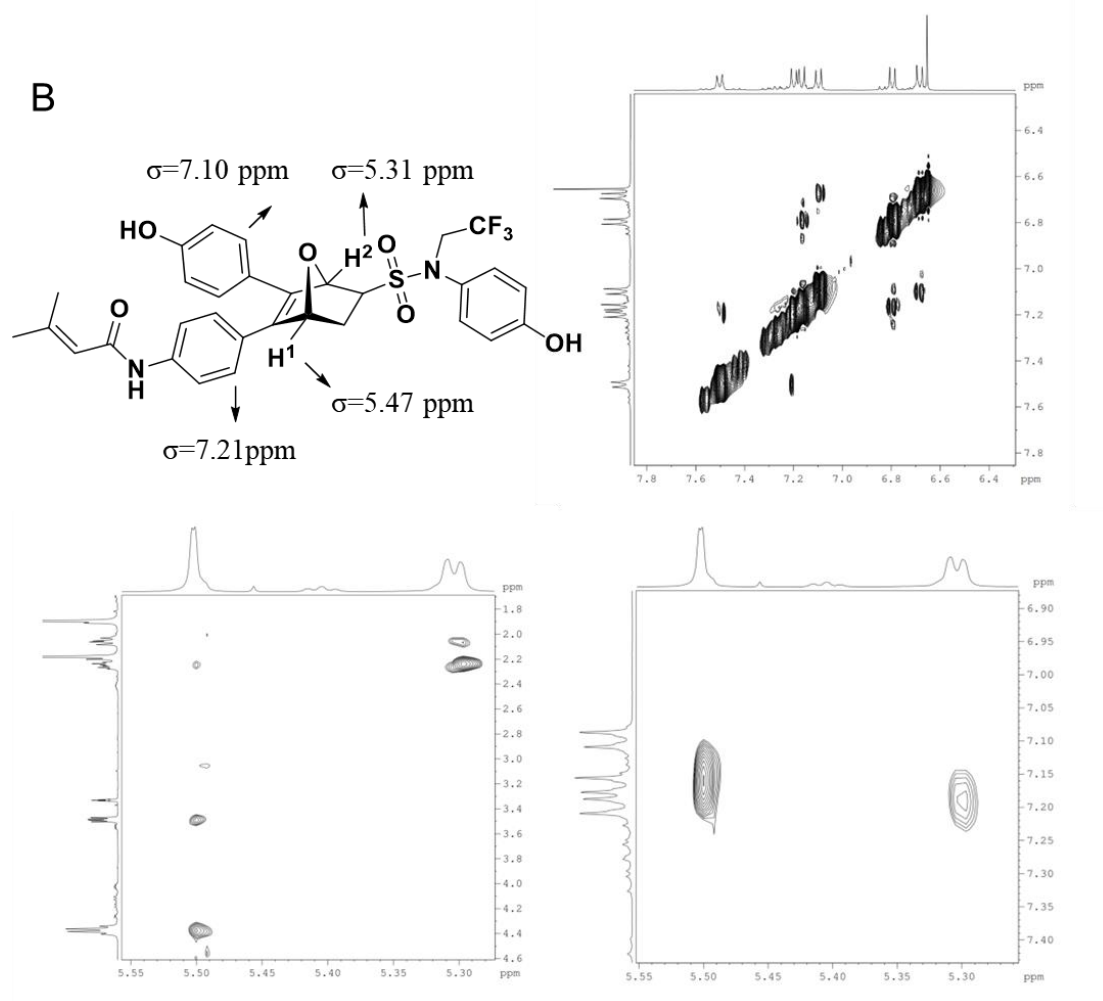 B
σ=7.10 ppm
σ=5.31 ppm
HO
O
H2
O
S
O
N
CF3
OH
O
N
H
H1
σ=5.47 ppm
σ=7.21ppm
ppm
6.4
6.6
6.8
7.0
7.2
7.4
7.6
7.8
7.8 7.6 7.4 7.2 7.0 6.8 6.6 6.4 ppm
ppm
1.8
2.0
2.2
2.4
2.6
2.8
3.0
3.2
3.4
3.6
3.8
4.0
4.2
4.4
4.6
5.55 5.50 5.45 5.40 5.35 5.30 ppm
ppm
6.90
6.95
7.00
7.05
7.10
7.15
7.20
7.25
7.30
7.35
7.40
5.55 5.50 5.45 5.40 5.35 5.30 ppm